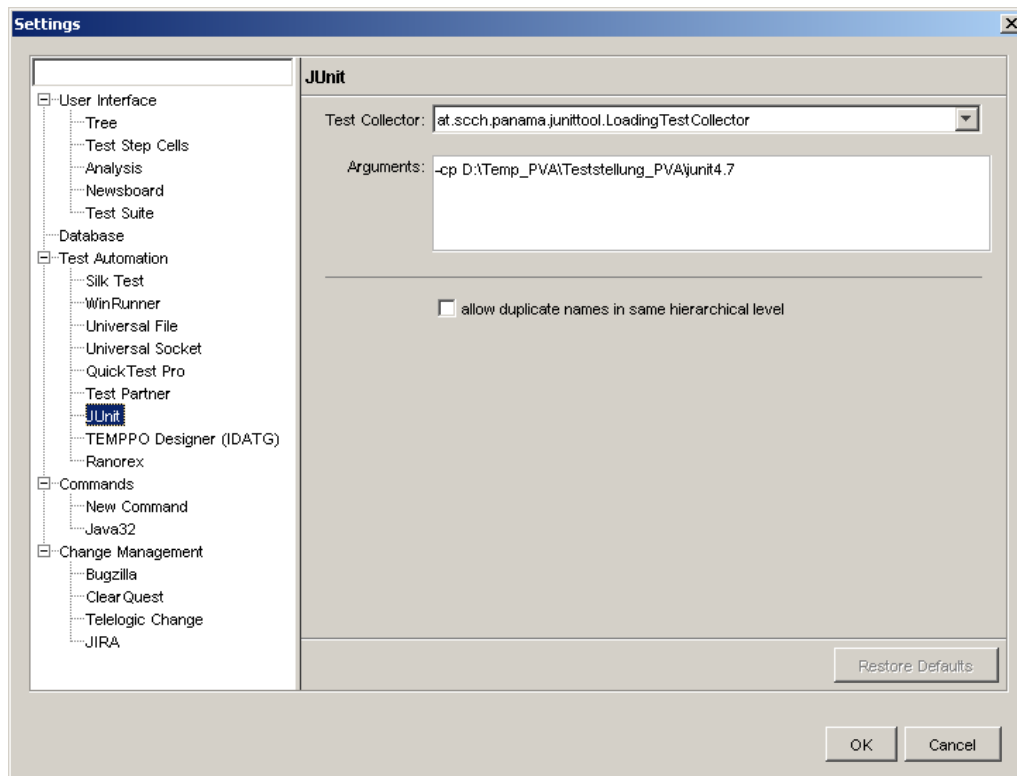 Settings
JUnit
User Interface
Tree
Test Step Cells
Analysis
Newsboard
Test Suite
Database
Test Automation
Silk Test
WinRunner
Universal File
Universal Socket
QuickTest Pro
Test Partner
JUnit
TEMPPO Designer (IDATG)
Ranorex
Commands
New Command
Java32
Change Management
Bugzilla
ClearQuest
Telelogic Change
JIRA
Test Collector: at.scch.panama.junittool.LoadingTestCollector
Arguments: -cp D:\Temp_PVA\Teststellung_PVA\junit4.7
allow duplicate names in same hierarchical level
Restore Defaults
OK Cancel